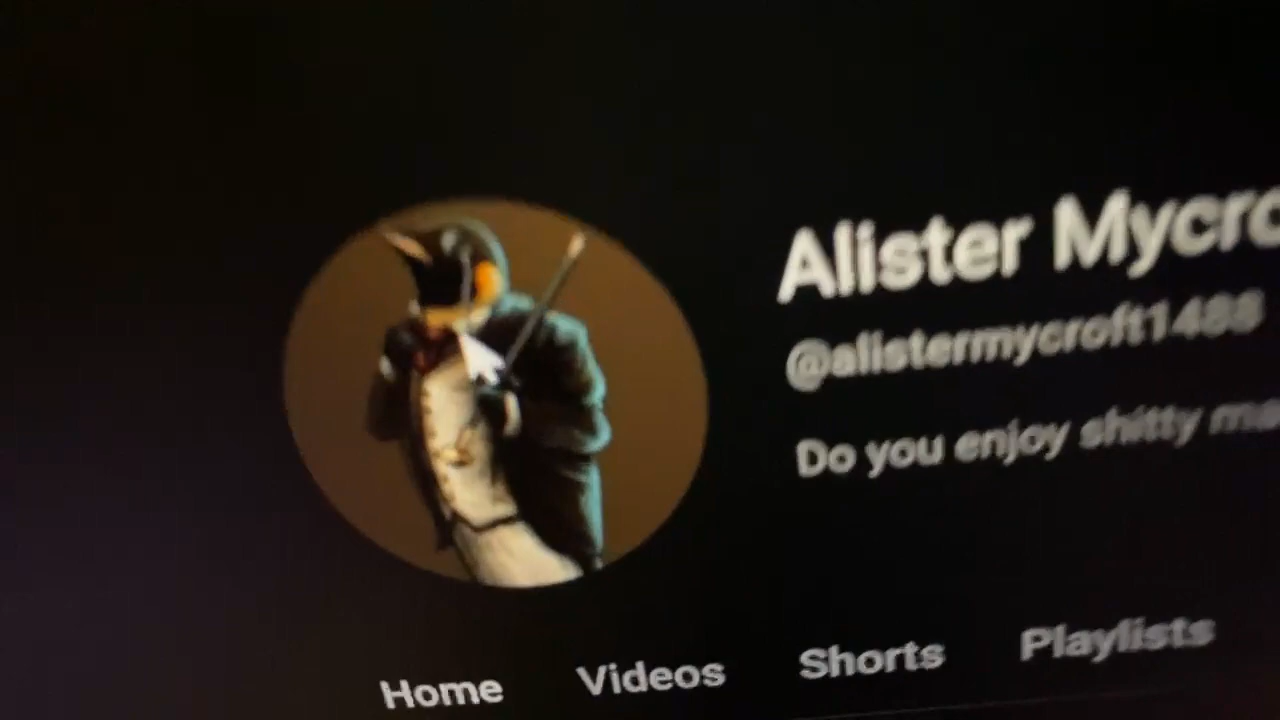 Alister Mycro
@alistermycroft1488
Do you enjoy shitty
Home Videos Shorts Playlists